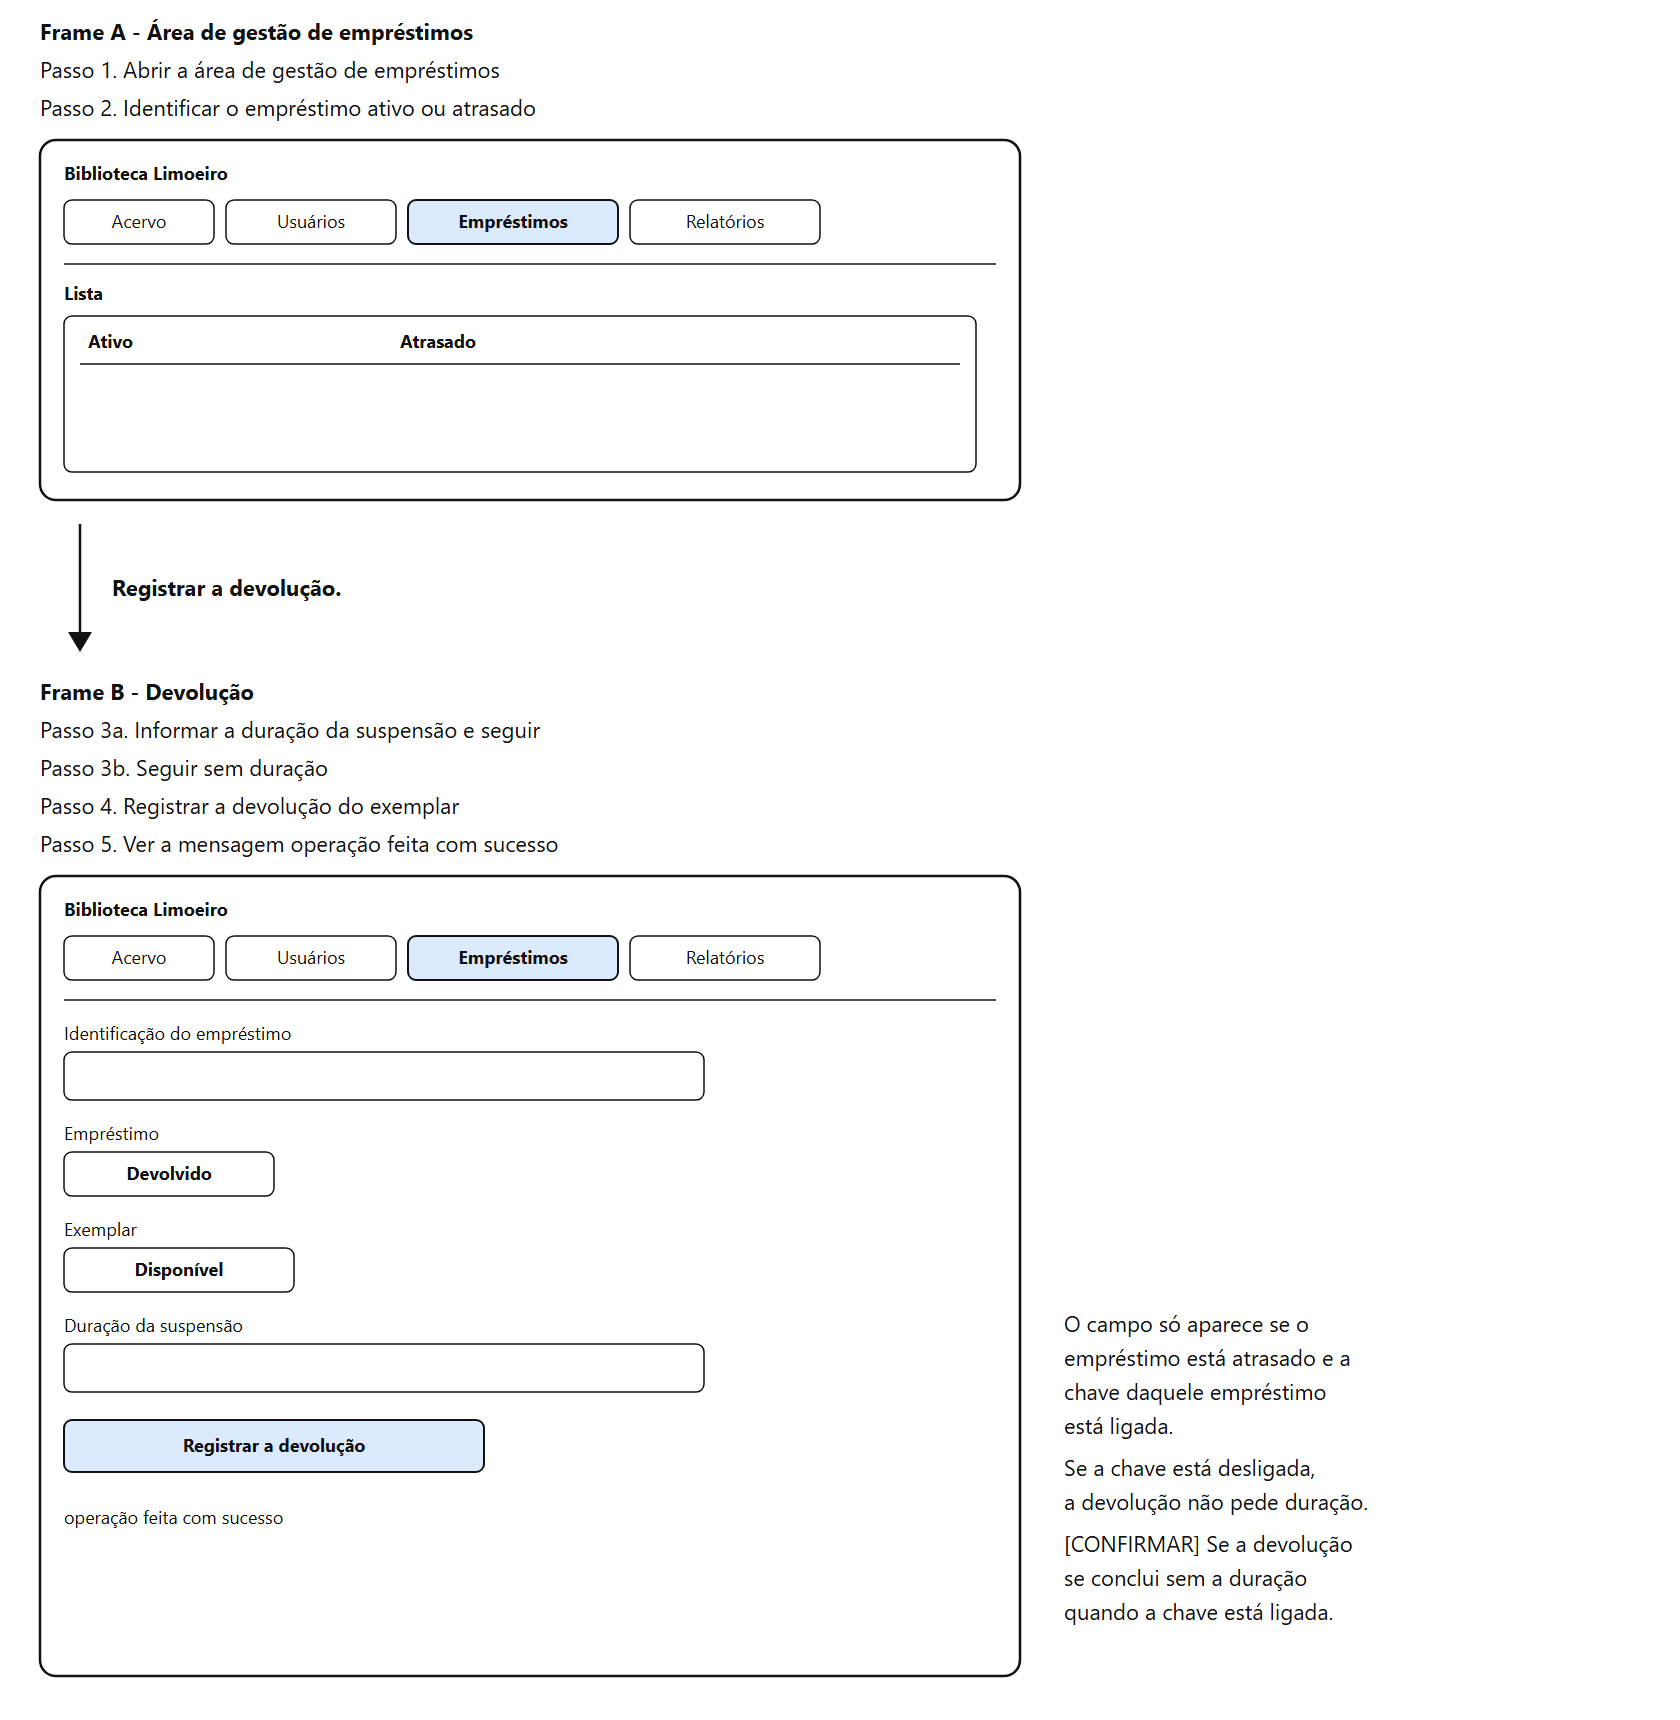 Frame A - Área de gestão de empréstimos
Passo 1. Abrir a área de gestão de empréstimos
Passo 2. Identificar o empréstimo ativo ou atrasado
Biblioteca Limoeiro
Acervo
Usuários
Empréstimos
Relatórios
Lista
Ativo
Atrasado
Registrar a devolução.
Frame B - Devolução
Passo 3a. Informar a duração da suspensão e seguir
Passo 3b. Seguir sem duração
Passo 4. Registrar a devolução do exemplar
Passo 5. Ver a mensagem operação feita com sucesso
Biblioteca Limoeiro
Acervo
Usuários
Empréstimos
Relatórios
Identificação do empréstimo
Empréstimo
Devolvido
Exemplar
Disponível
Duração da suspensão
Registrar a devolução
operação feita com sucesso
O campo só aparece se o
empréstimo está atrasado e a
chave daquele empréstimo
está ligada.
Se a chave está desligada,
a devolução não pede duração.
[CONFIRMAR] Se a devolução
se conclui sem a duração
quando a chave está ligada.